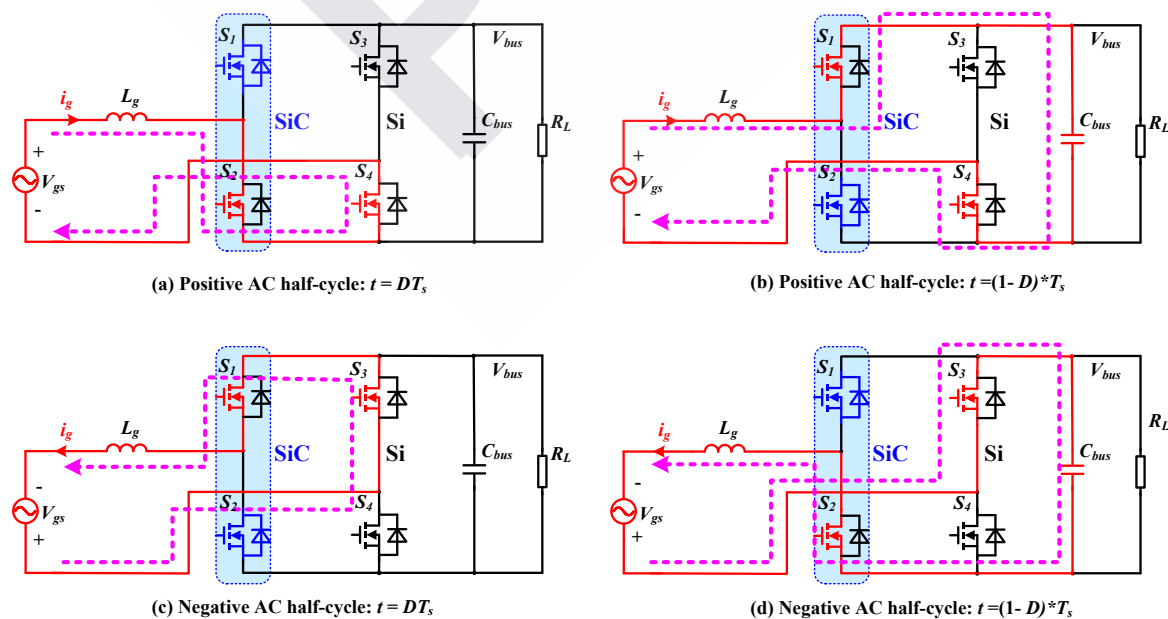 S1 S3 Vbus
ig Lg SiC Si Cbus RL
+ S2 S4
Vgs
-
(a) Positive AC half-cycle: t = DTs
S1 S3 Vbus
ig Lg SiC Si Cbus RL
+ S2 S4
Vgs
-
(b) Positive AC half-cycle: t =(1- D)*Ts
S1 S3 Vbus
ig Lg SiC Si Cbus RL
- S2 S4
Vgs
+
(c) Negative AC half-cycle: t = DTs
S1 S3 Vbus
ig Lg SiC Si Cbus RL
- S2 S4
Vgs
+
(d) Negative AC half-cycle: t =(1- D)*Ts